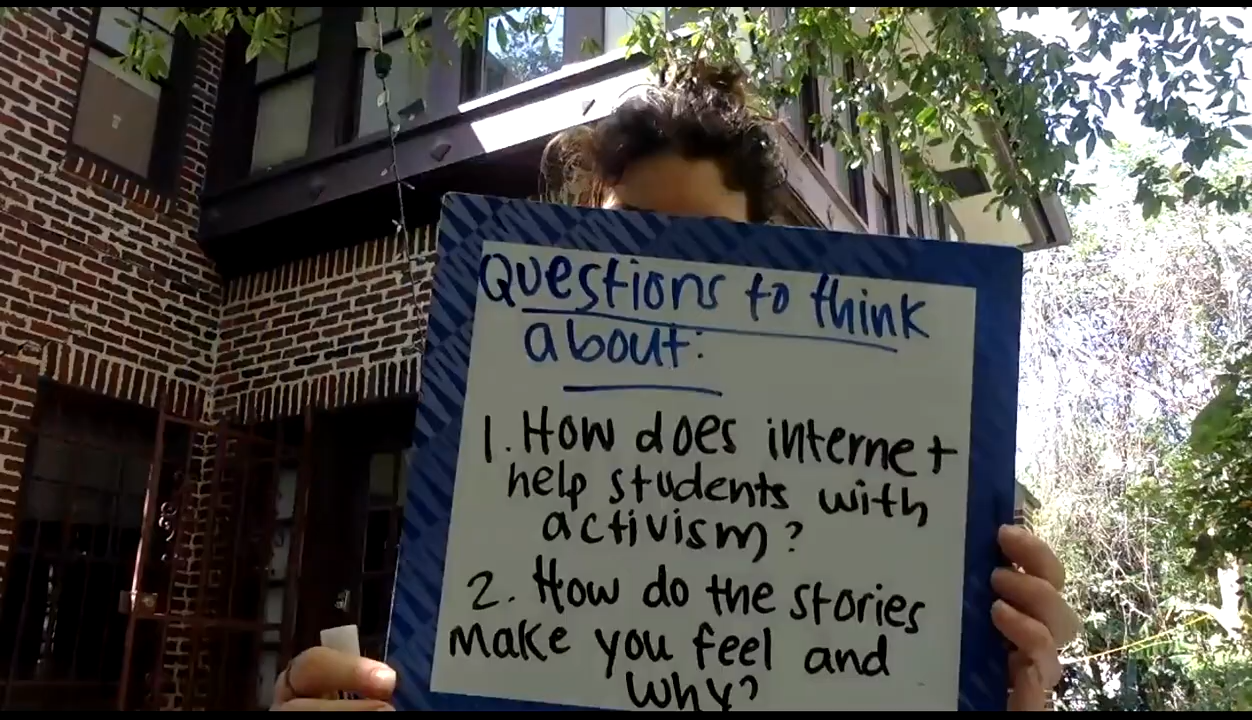 Questions to think
about:
1. How does internet
help students with
activism?
2. How do the stories
make you feel and
why?